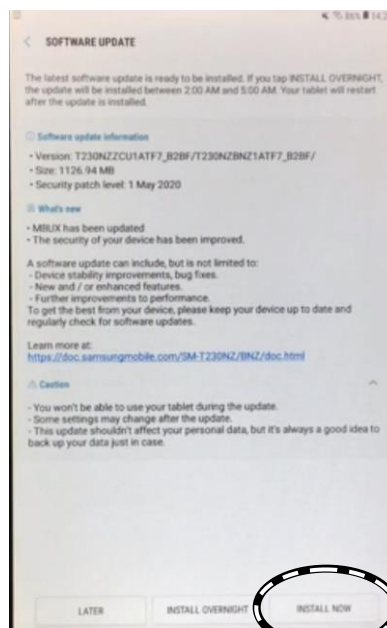 86%
SOFTWARE UPDATE
The latest software update is ready to be installed. If you tap INSTALL OVERNIGHT,
the update will be installed between 2:00 AM and 5:00 AM. Your tablet will restart
after the update is installed.
Software update information
- Version: T230NZZCU1ATF7_B2BF/T230NZBNZ1ATF7_B2BF/
- Size: 1126.94 MB
- Security patch level: 1 May 2020
What's new
- MBUX has been updated
- The security of your device has been improved.
A software update can include, but is not limited to:
- Device stability improvements, bug fixes.
- New and / or enhanced features.
- Further improvements to performance.
To get the best from your device, please keep your device up to date and
regularly check for software updates.
Learn more at:
https://doc.samsungmobile.com/SM-T230NZ/BNZ/doc.html
Caution
- You won't be able to use your tablet during the update.
- Some settings may change after the update.
- This update shouldn't affect your personal data, but it's always a good idea to
back up your data just in case.
LATER
INSTALL OVERNIGHT
INSTALL NOW